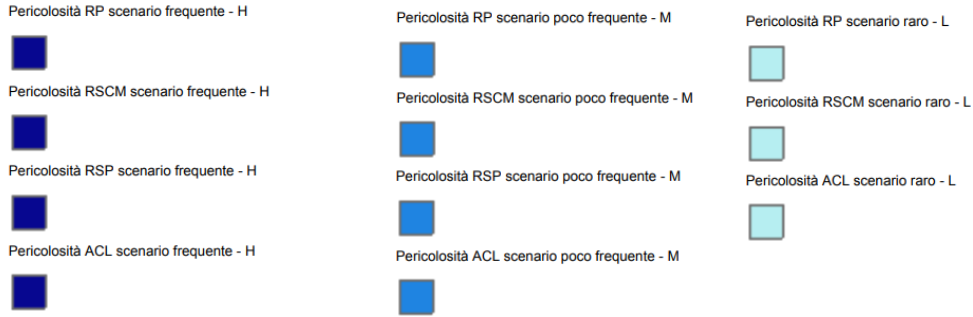 Pericolosità RP scenario frequente - H
Pericolosità RSCM scenario frequente - H
Pericolosità RSP scenario frequente - H
Pericolosità ACL scenario frequente - H
Pericolosità RP scenario poco frequente - M
Pericolosità RSCM scenario poco frequente - M
Pericolosità RSP scenario poco frequente - M
Pericolosità ACL scenario poco frequente - M
Pericolosità RP scenario raro - L
Pericolosità RSCM scenario raro - L
Pericolosità ACL scenario raro - L